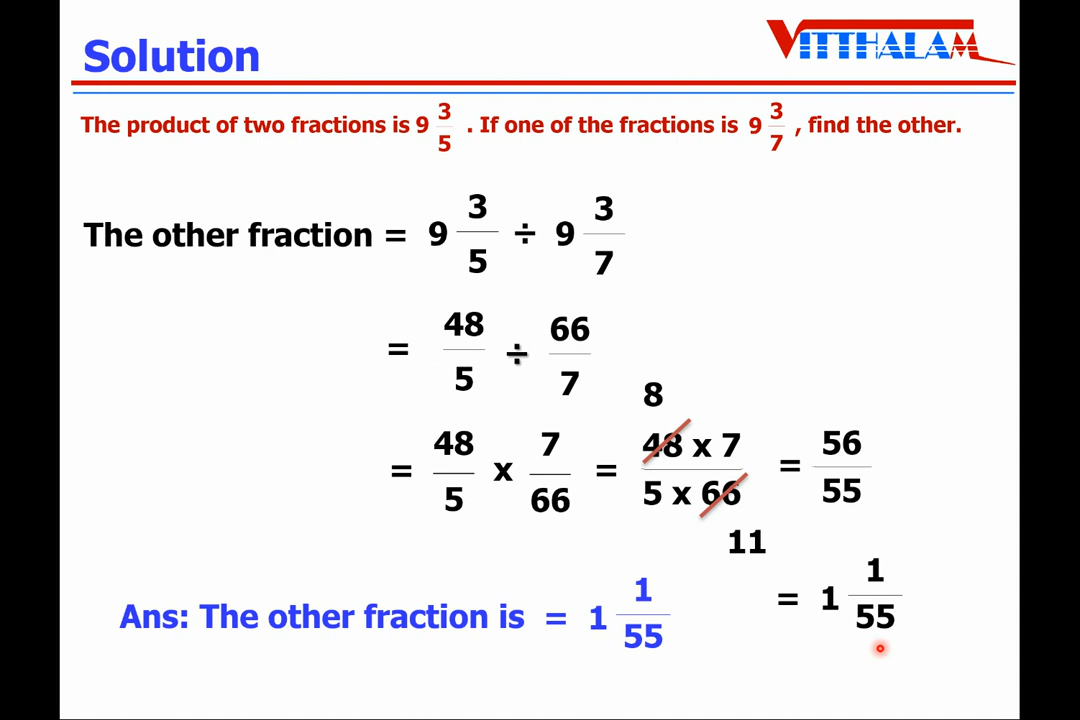 Solution
VITTHALAM
The product of two fractions is 9 3/5 . If one of the fractions is 9 3/7 , find the other.
The other fraction = 9 3/5 ÷ 9 3/7
= 48/5 ÷ 66/7
8
= 48/5 x 7/66 = 48 x 7/5 x 66 = 56/55
11
= 1 1/55
Ans: The other fraction is = 1 1/55